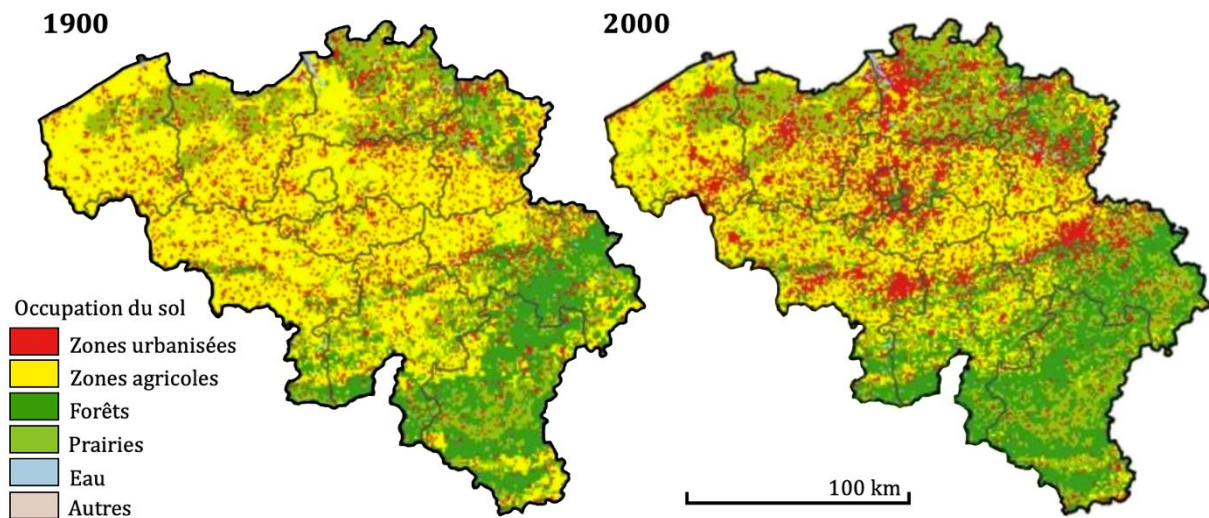 1900
2000
Occupation du sol
Zones urbanisées
Zones agricoles
Forêts
Prairies
Eau
Autres
100 km